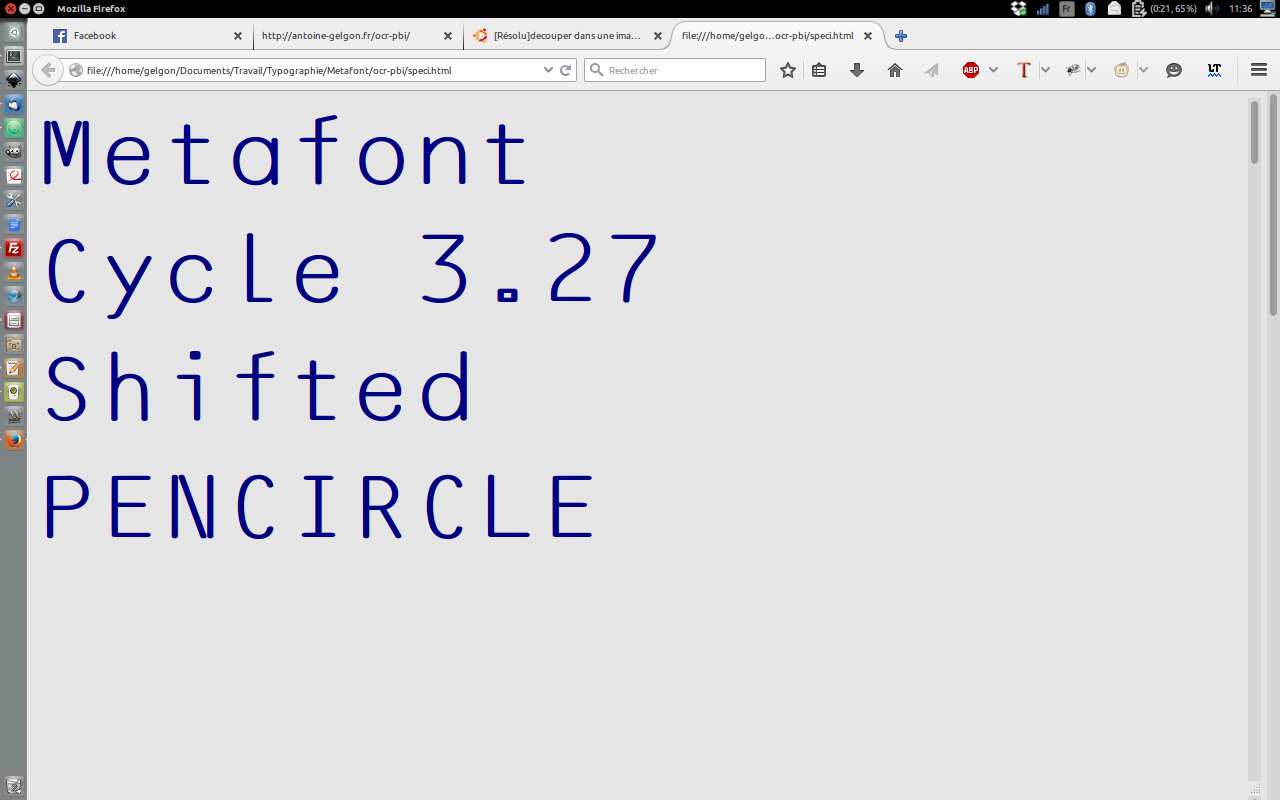 Mozilla Firefox
Fr
(0:21, 65%)
11:36
Facebook
http://antoine-gelgon.fr/ocr-pbi/
[Résolu]decouper dans une ima...
file:///home/gelgo...ocr-pbi/speci.html
file:///home/gelgon/Documents/Travail/Typographie/Metafont/ocr-pbi/speci.html
Rechercher
ABP
T
LT
Fz
Metafont
Cycle 3.27
Shifted
PENCIRCLE